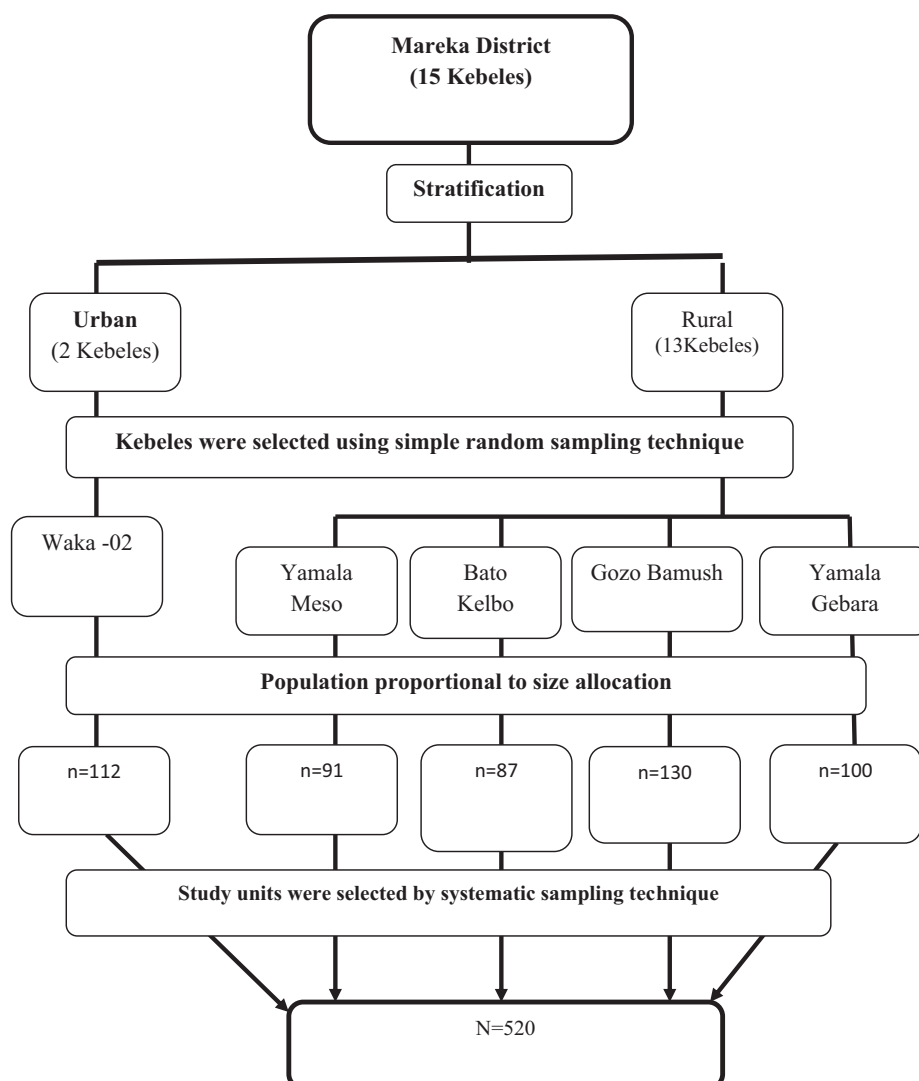 Mareka District
(15 Kebeles)
Stratification
Urban
(2 Kebeles)
Rural
(13Kebeles)
Kebeles were selected using simple random sampling technique
Waka -02
Yamala
Meso
Bato
Kelbo
Gozo Bamush
Yamala
Gebara
Population proportional to size allocation
n=112
n=91
n=87
n=130
n=100
Study units were selected by systematic sampling technique
N=520